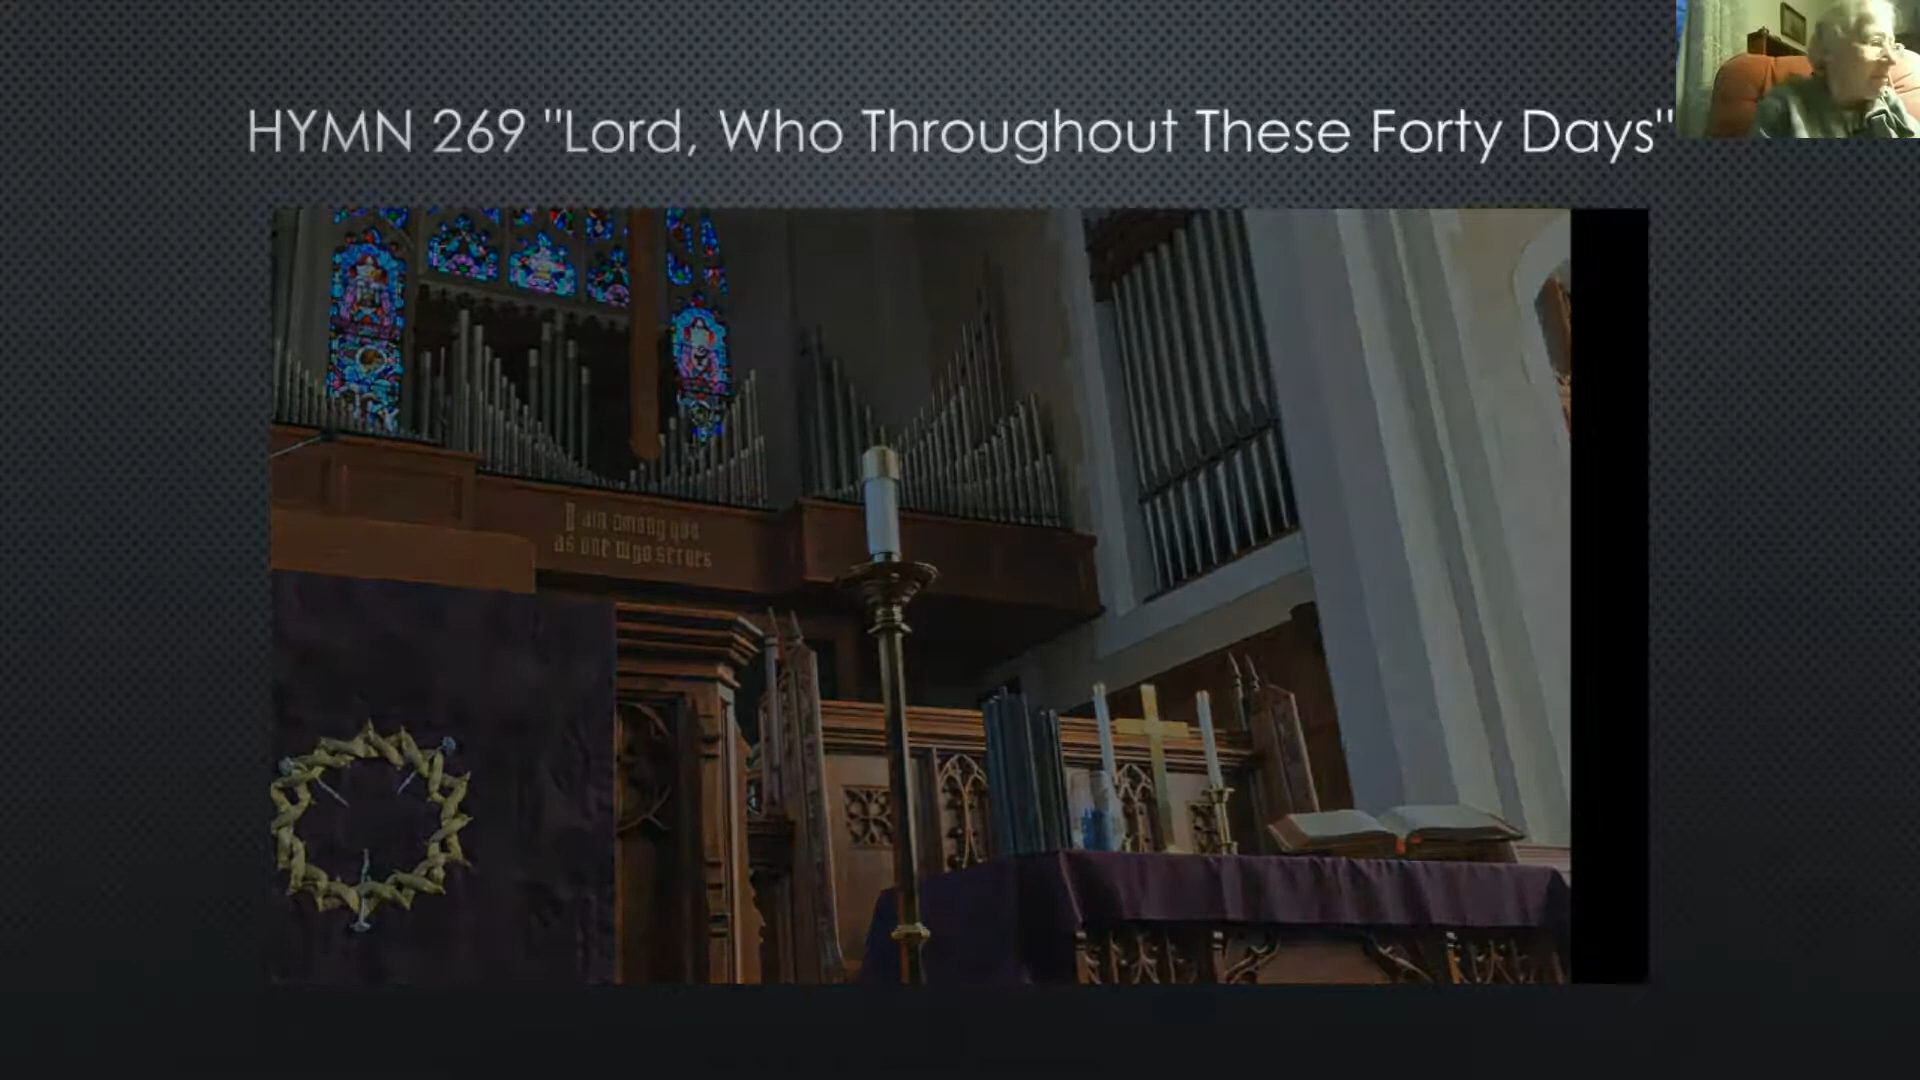 HYMN 269 "Lord, Who Throughout These Forty Days"
I am among you
as one who serves